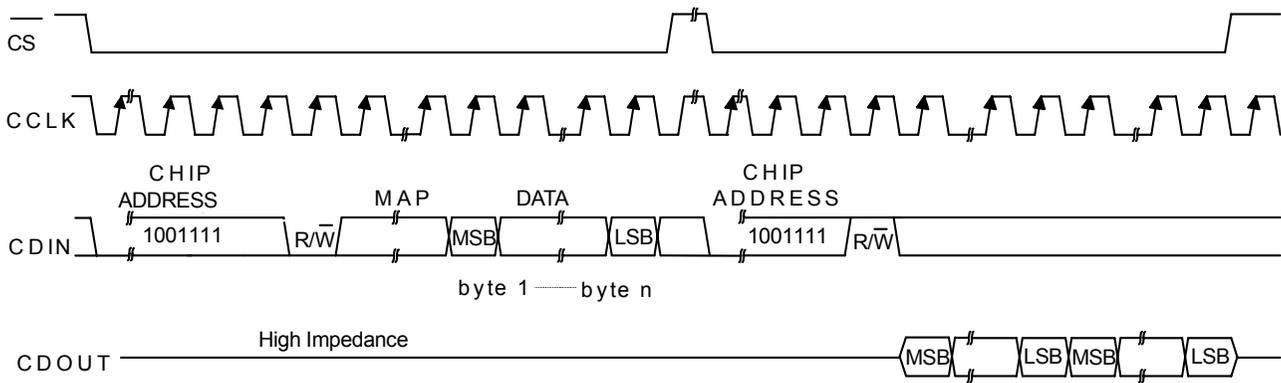 CS
CCLK
CHIP
ADDRESS
MAP
DATA
CHIP
ADDRESS
CDIN
1001111
R/W
MSB
LSB
1001111
R/W
byte 1 byte n
High Impedance
CDOUT
MSB
LSB
MSB
LSB